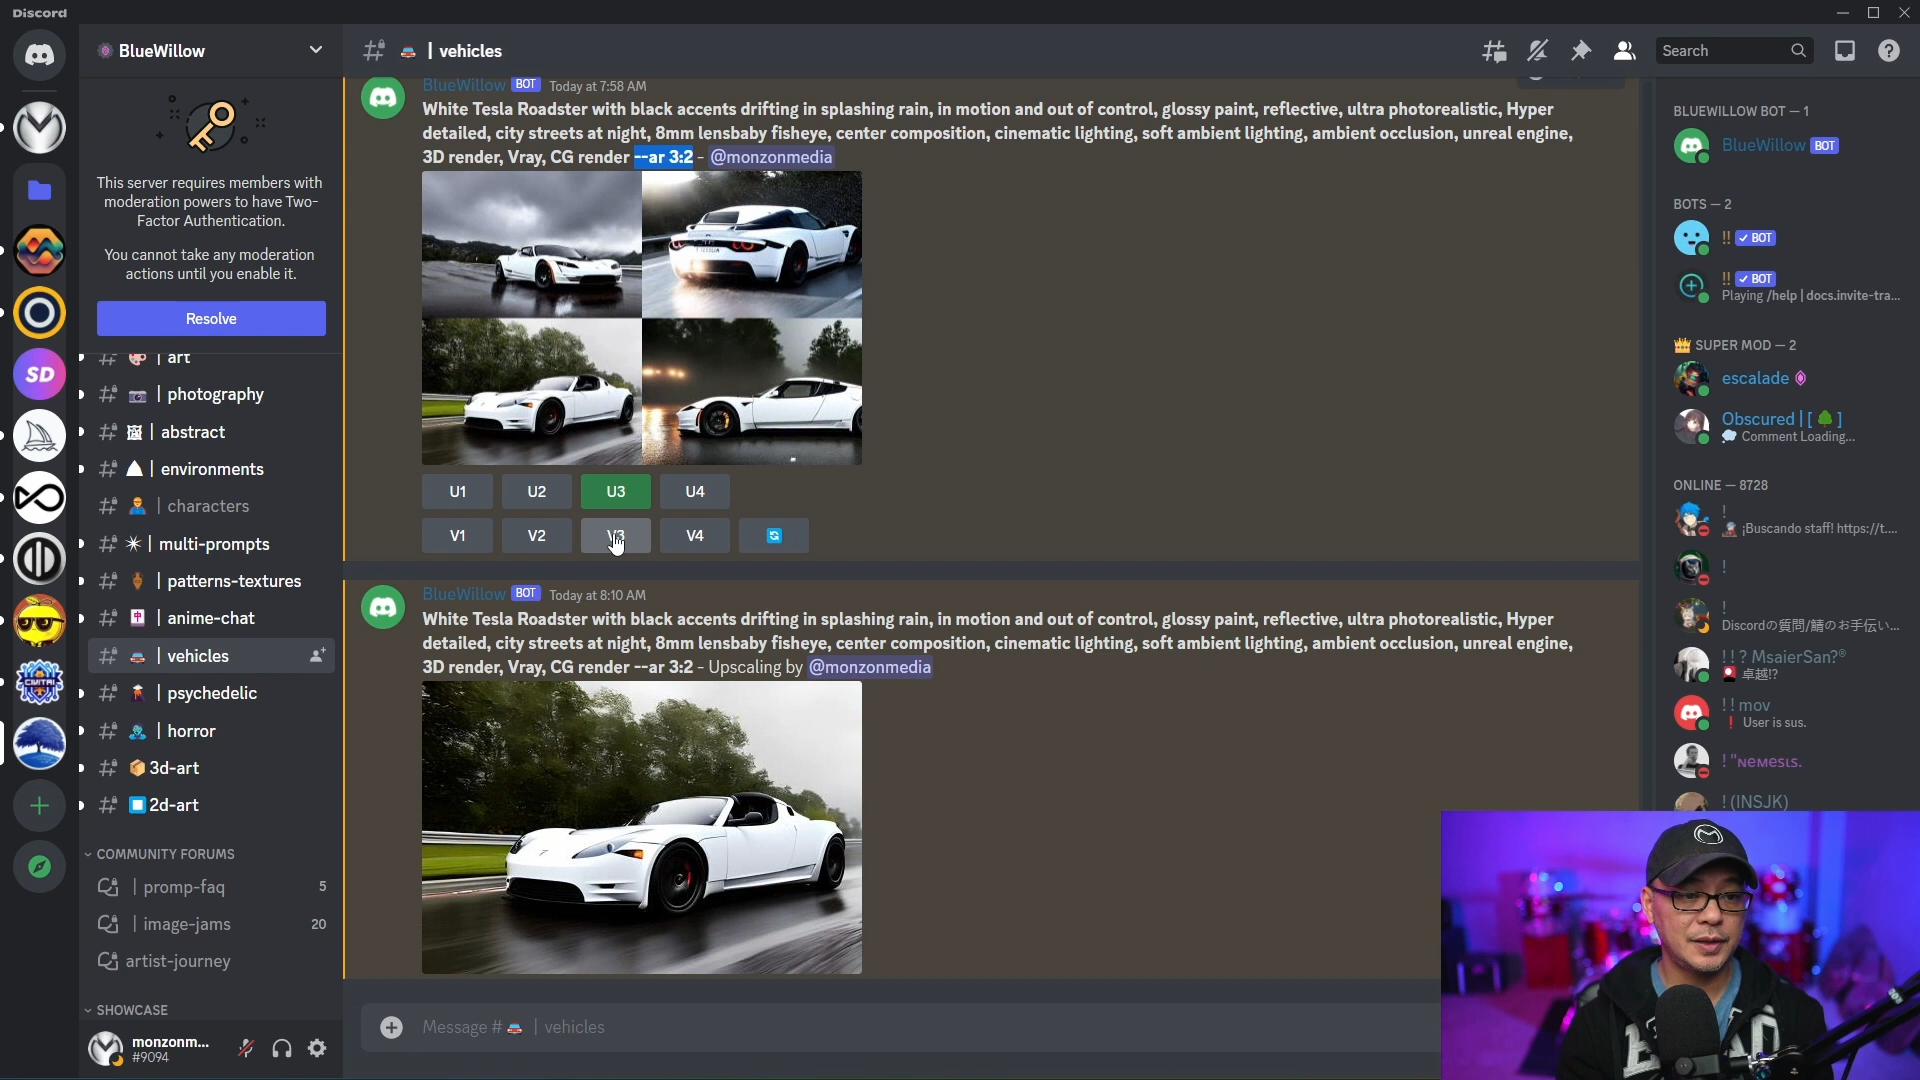 Discord
BlueWillow
This server requires members with
moderation powers to have Two-
Factor Authentication.
You cannot take any moderation
actions until you enable it.
Resolve
art
| photography
| abstract
| environments
| characters
| multi-prompts
| patterns-textures
| anime-chat
| vehicles
| psychedelic
| horror
3d-art
2d-art
COMMUNITY FORUMS
| promp-faq 5
| image-jams 20
artist-journey
SHOWCASE
monzonm...
#9094
SD
CIVITAI
| vehicles
Search
BlueWillow BOT Today at 7:58 AM
White Tesla Roadster with black accents drifting in splashing rain, in motion and out of control, glossy paint, reflective, ultra photorealistic, Hyper
detailed, city streets at night, 8mm lensbaby fisheye, center composition, cinematic lighting, soft ambient lighting, ambient occlusion, unreal engine,
3D render, Vray, CG render --ar 3:2 - @monzonmedia
U1 U2 U3 U4
V1 V2 V3 V4
BlueWillow BOT Today at 8:10 AM
White Tesla Roadster with black accents drifting in splashing rain, in motion and out of control, glossy paint, reflective, ultra photorealistic, Hyper
detailed, city streets at night, 8mm lensbaby fisheye, center composition, cinematic lighting, soft ambient lighting, ambient occlusion, unreal engine,
3D render, Vray, CG render --ar 3:2 - Upscaling by @monzonmedia
Message # | vehicles
BLUEWILLOW BOT — 1
BlueWillow BOT
BOTS — 2
!! ✓ BOT
!! ✓ BOT
Playing /help | docs.invite-tra...
SUPER MOD — 2
escalade
Obscured | [ ]
Comment Loading...
ONLINE — 8728
!
¡Buscando staff! https://t....
!
!
Discordの質問/鯖のお手伝い...
! ! ? MsaierSan?®
卓越!?
! ! mov
User is sus.
! "ɴᴇᴍᴇsɪs.
! (INSJK)